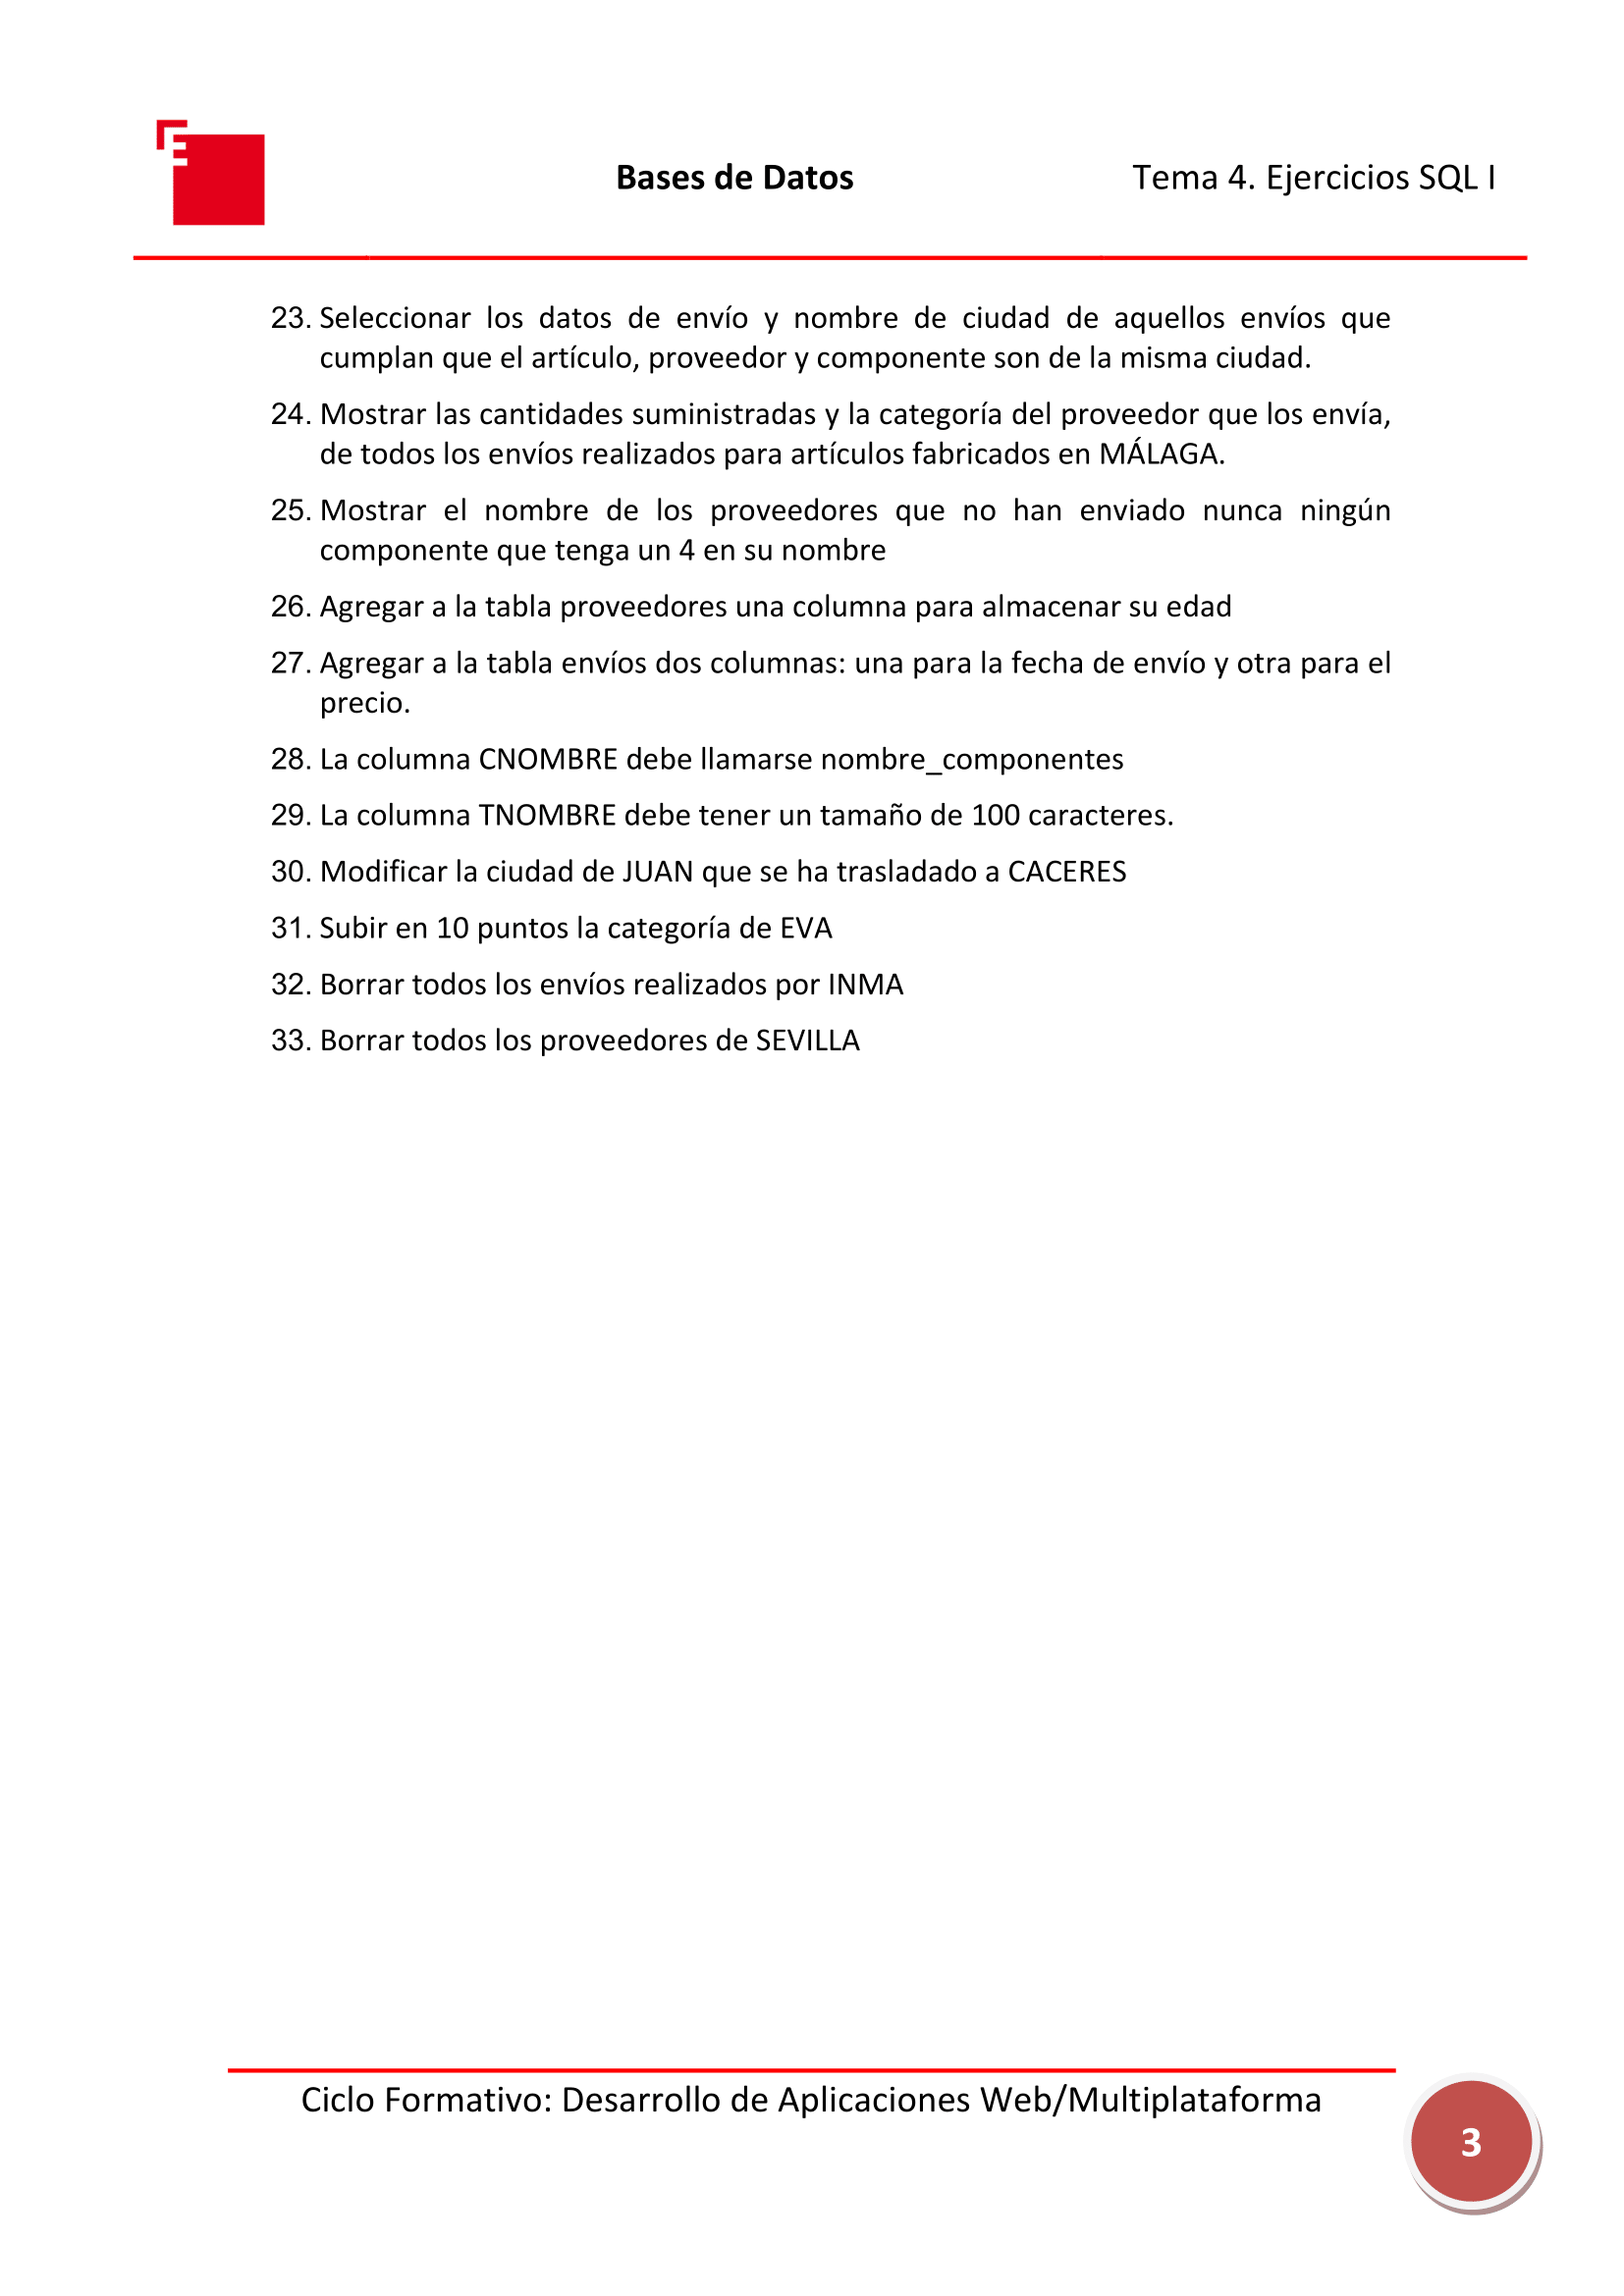 Bases de Datos
Tema 4. Ejercicios SQL I
23. Seleccionar los datos de envío y nombre de ciudad de aquellos envíos que
cumplan que el artículo, proveedor y componente son de la misma ciudad.
24. Mostrar las cantidades suministradas y la categoría del proveedor que los envía,
de todos los envíos realizados para artículos fabricados en MÁLAGA.
25. Mostrar el nombre de los proveedores que no han enviado nunca ningún
componente que tenga un 4 en su nombre
26. Agregar a la tabla proveedores una columna para almacenar su edad
27. Agregar a la tabla envíos dos columnas: una para la fecha de envío y otra para el
precio.
28. La columna CNOMBRE debe llamarse nombre_componentes
29. La columna TNOMBRE debe tener un tamaño de 100 caracteres.
30. Modificar la ciudad de JUAN que se ha trasladado a CACERES
31. Subir en 10 puntos la categoría de EVA
32. Borrar todos los envíos realizados por INMA
33. Borrar todos los proveedores de SEVILLA
Ciclo Formativo: Desarrollo de Aplicaciones Web/Multiplataforma
3